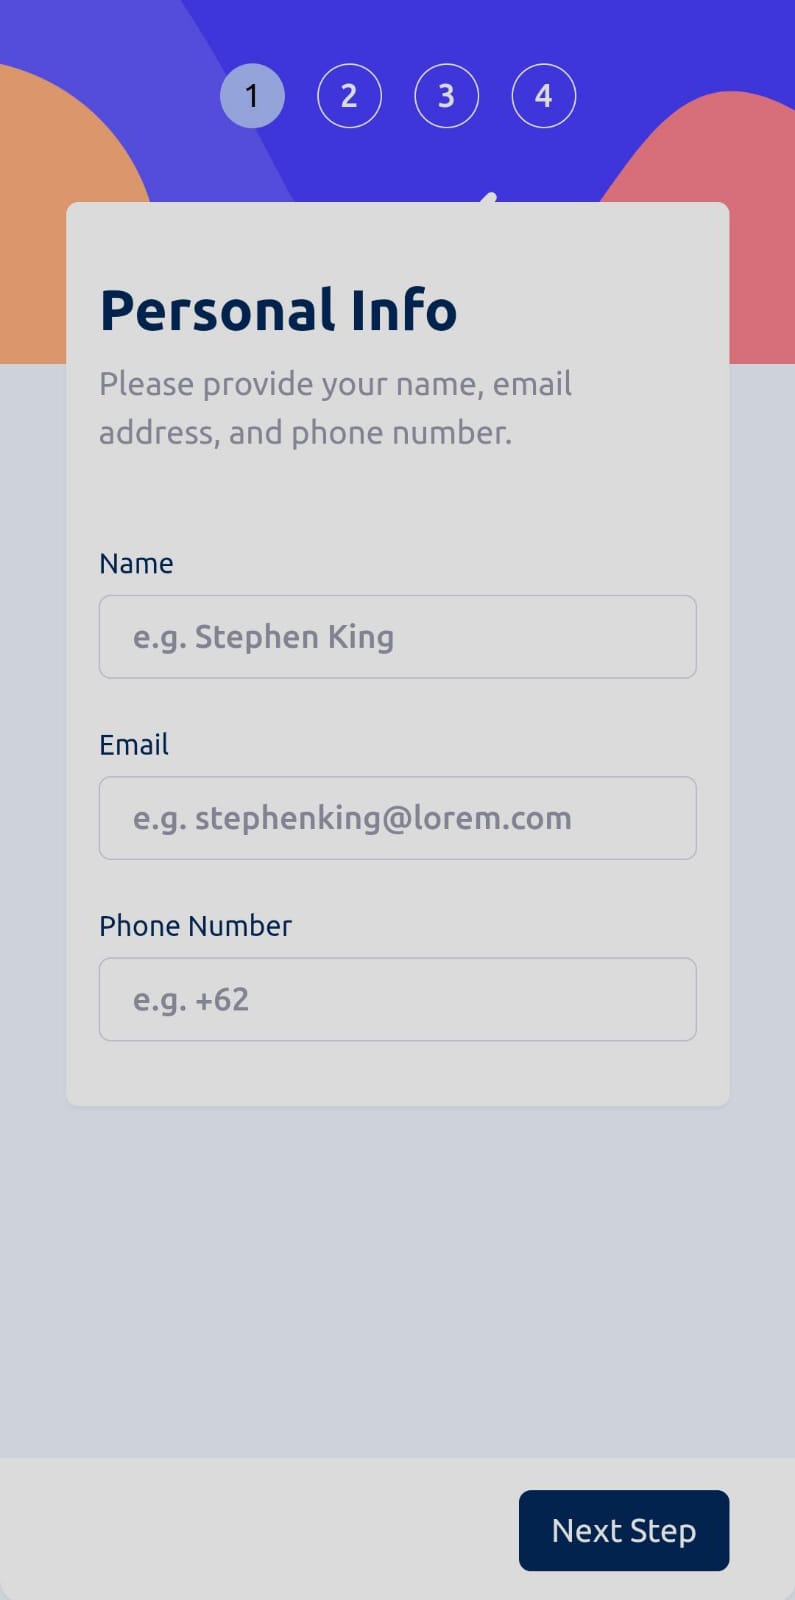 1 2 3 4
Personal Info
Please provide your name, email
address, and phone number.
Name
e.g. Stephen King
Email
e.g. stephenking@lorem.com
Phone Number
e.g. +62
Next Step